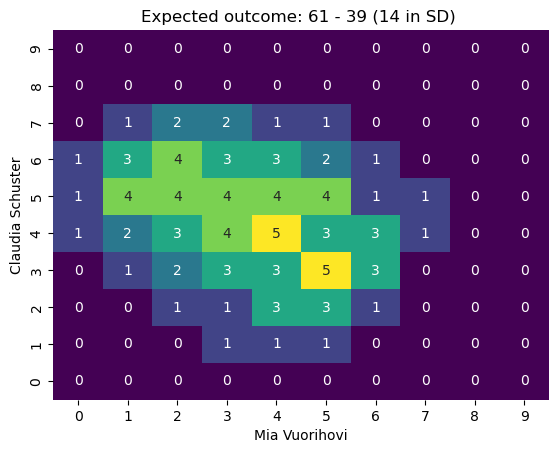 Expected outcome: 61 - 39 (14 in SD)
9 0 0 0 0 0 0 0 0 0 0
8 0 0 0 0 0 0 0 0 0 0
7 0 1 2 2 1 1 0 0 0 0
6 1 3 4 3 3 2 1 0 0 0
5 1 4 4 4 4 4 1 1 0 0
4 1 2 3 4 5 3 3 1 0 0
3 0 1 2 3 3 5 3 0 0 0
2 0 0 1 1 3 3 1 0 0 0
1 0 0 0 1 1 1 0 0 0 0
0 0 0 0 0 0 0 0 0 0 0
Claudia Schuster
0 1 2 3 4 5 6 7 8 9
Mia Vuorihovi